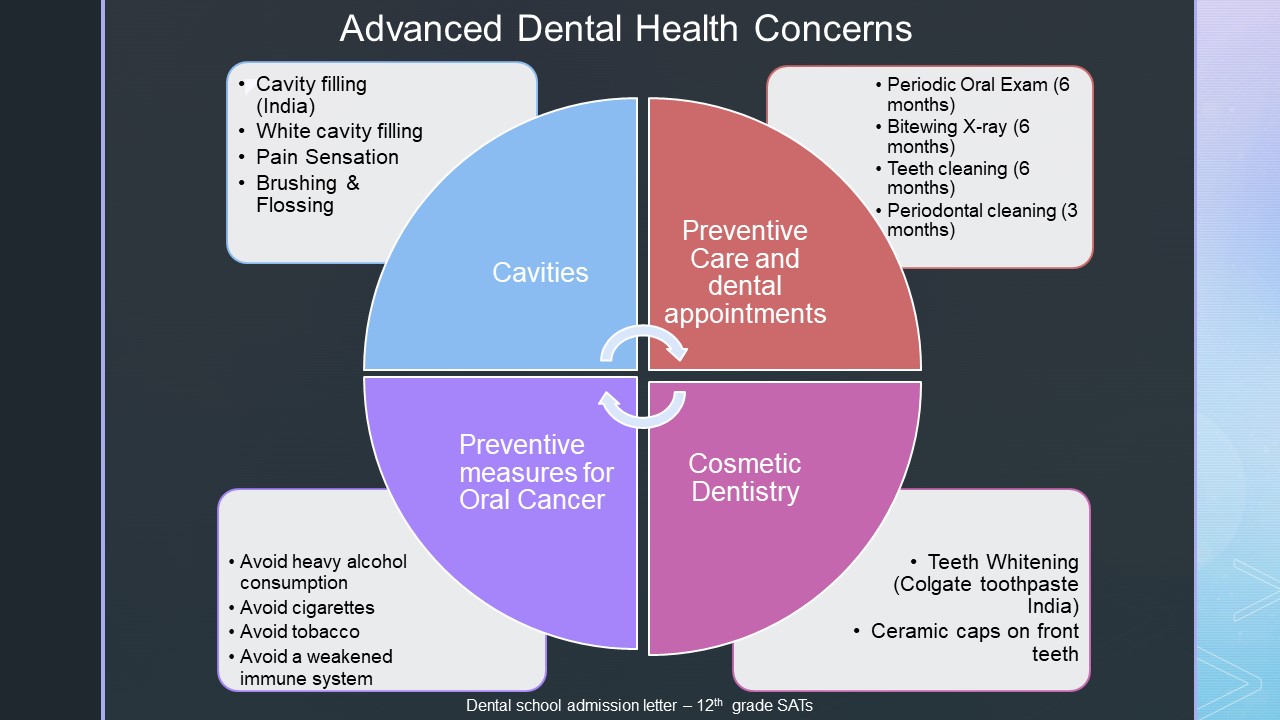 Advanced Dental Health Concerns
• Cavity filling
(India)
• White cavity filling
• Pain Sensation
• Brushing &
Flossing
• Periodic Oral Exam (6
months)
• Bitewing X-ray (6
months)
• Teeth cleaning (6
months)
• Periodontal cleaning (3
months)
Cavities
Preventive
Care and
dental
appointments
Preventive
measures for
Oral Cancer
Cosmetic
Dentistry
• Avoid heavy alcohol
consumption
• Avoid cigarettes
• Avoid tobacco
• Avoid a weakened
immune system
• Teeth Whitening
(Colgate toothpaste
India)
• Ceramic caps on front
teeth
Dental school admission letter – 12th grade SATs